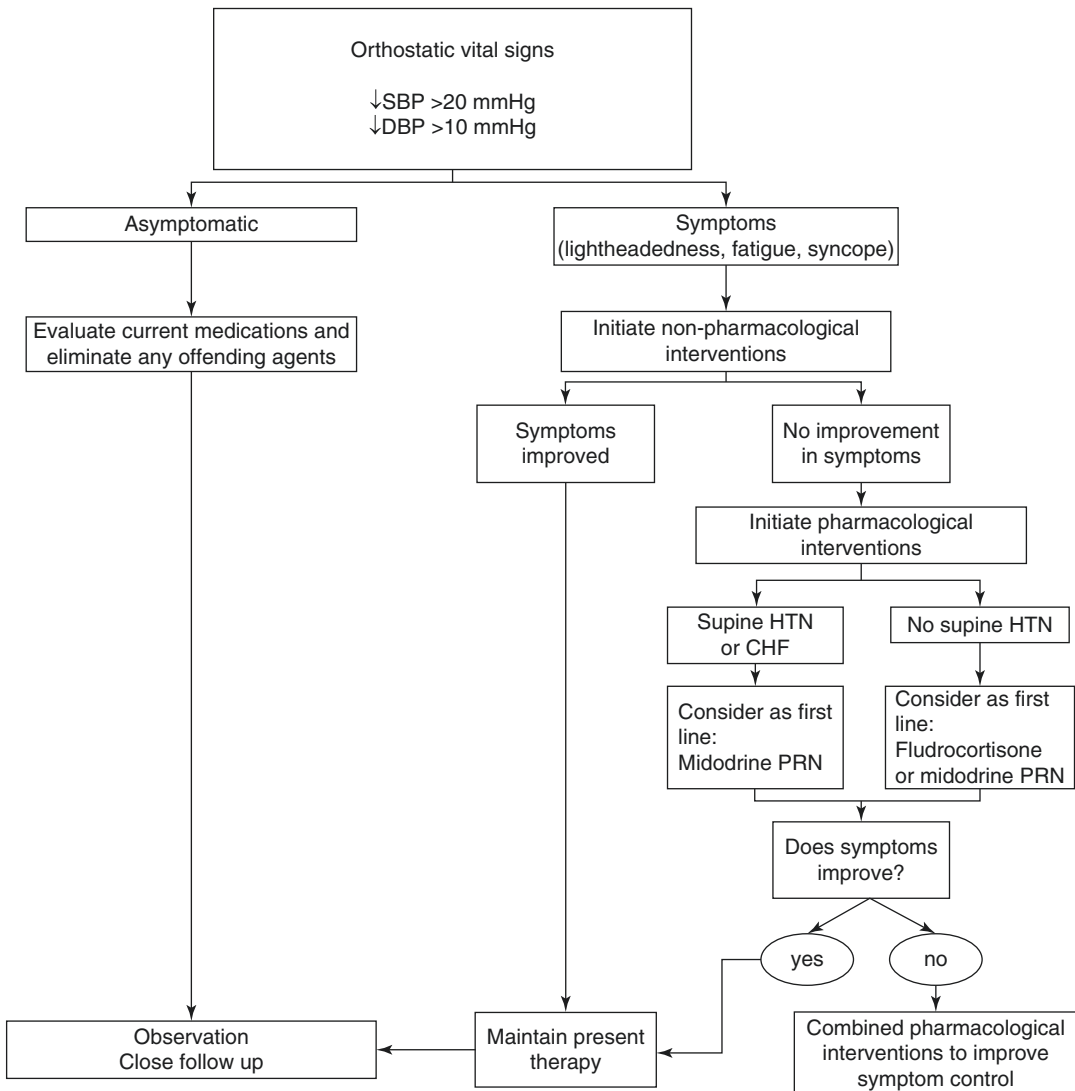 Orthostatic vital signs
↓SBP >20 mmHg
↓DBP >10 mmHg
Asymptomatic
Symptoms
(lightheadedness, fatigue, syncope)
Evaluate current medications and
eliminate any offending agents
Initiate non-pharmacological
interventions
Symptoms
improved
No improvement
in symptoms
Initiate pharmacological
interventions
Supine HTN
or CHF
No supine HTN
Consider as first
line:
Midodrine PRN
Consider as first
line:
Fludrocortisone
or midodrine PRN
Does symptoms
improve?
yes
no
Observation
Close follow up
Maintain present
therapy
Combined pharmacological
interventions to improve
symptom control